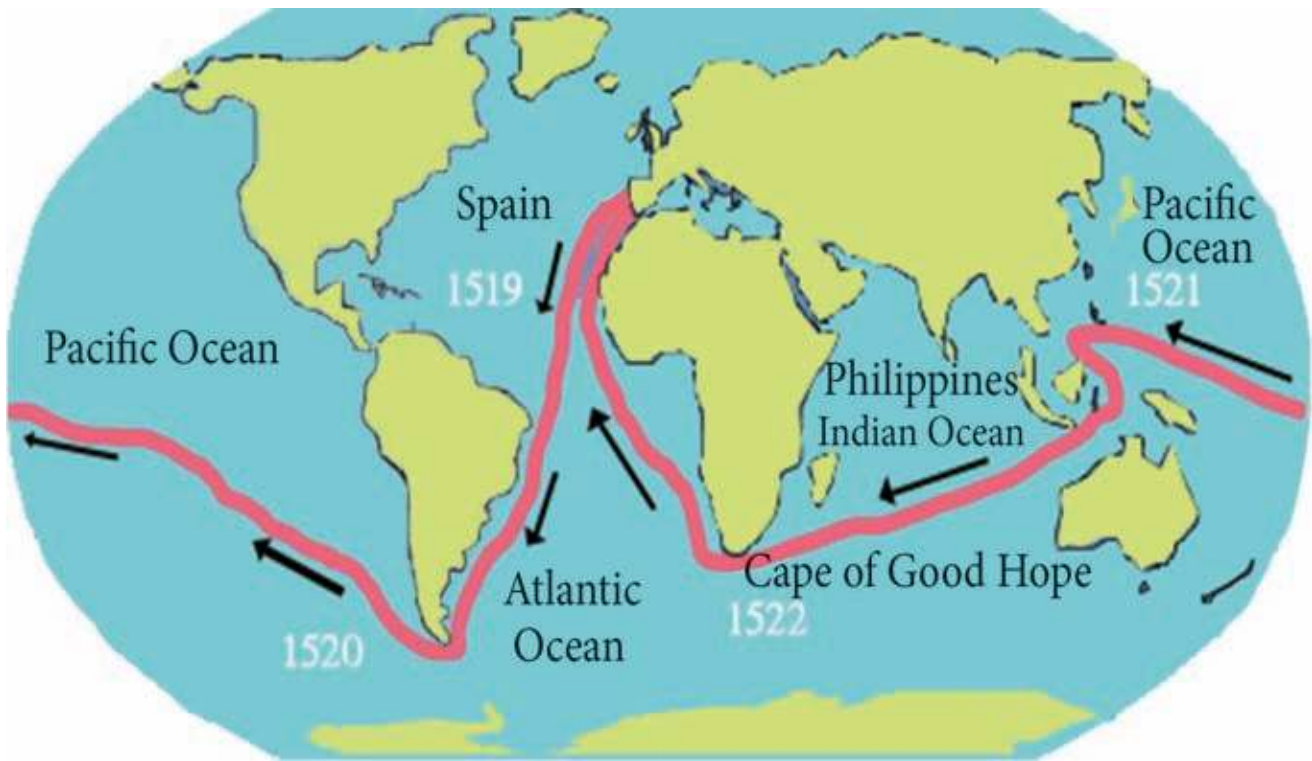 Spain
Pacific
Ocean
1519
1521
Pacific Ocean
Philippines
Indian Ocean
Cape of Good Hope
Atlantic
Ocean
1522
1520